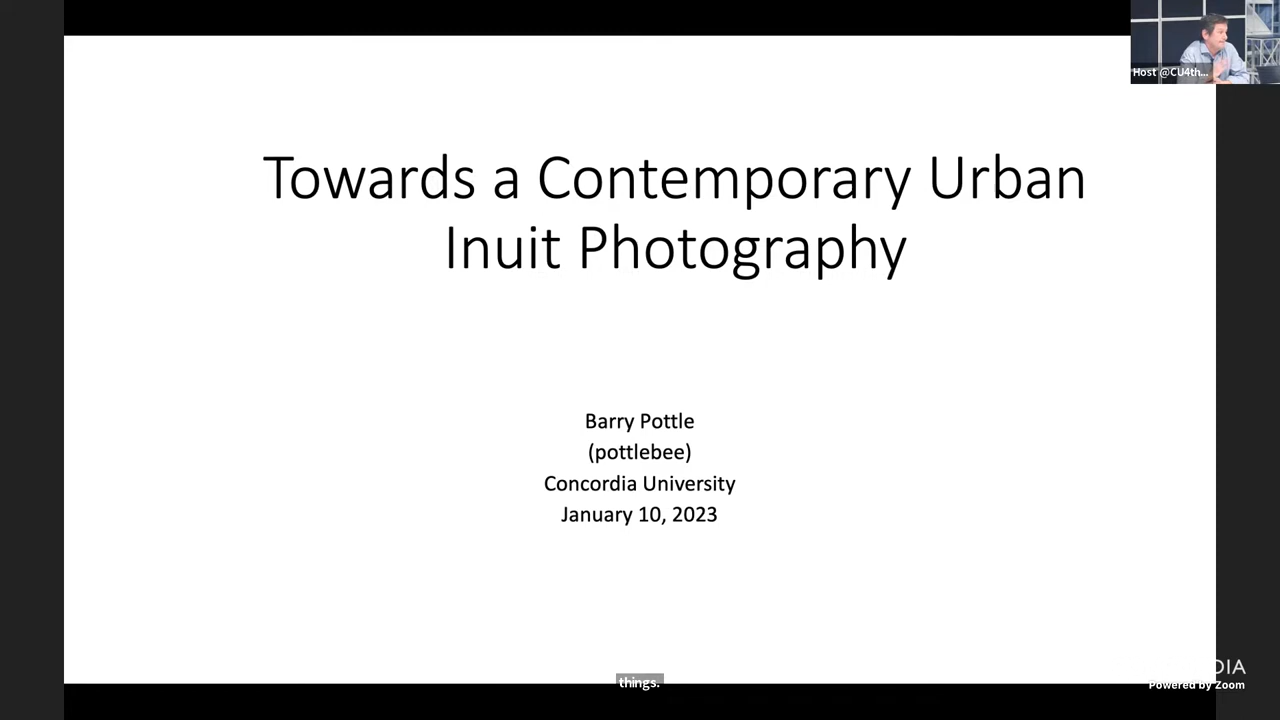 Host @CU4th...
Towards a Contemporary Urban
Inuit Photography
Barry Pottle
(pottlebee)
Concordia University
January 10, 2023
things.
DIA
Powered by Zoom